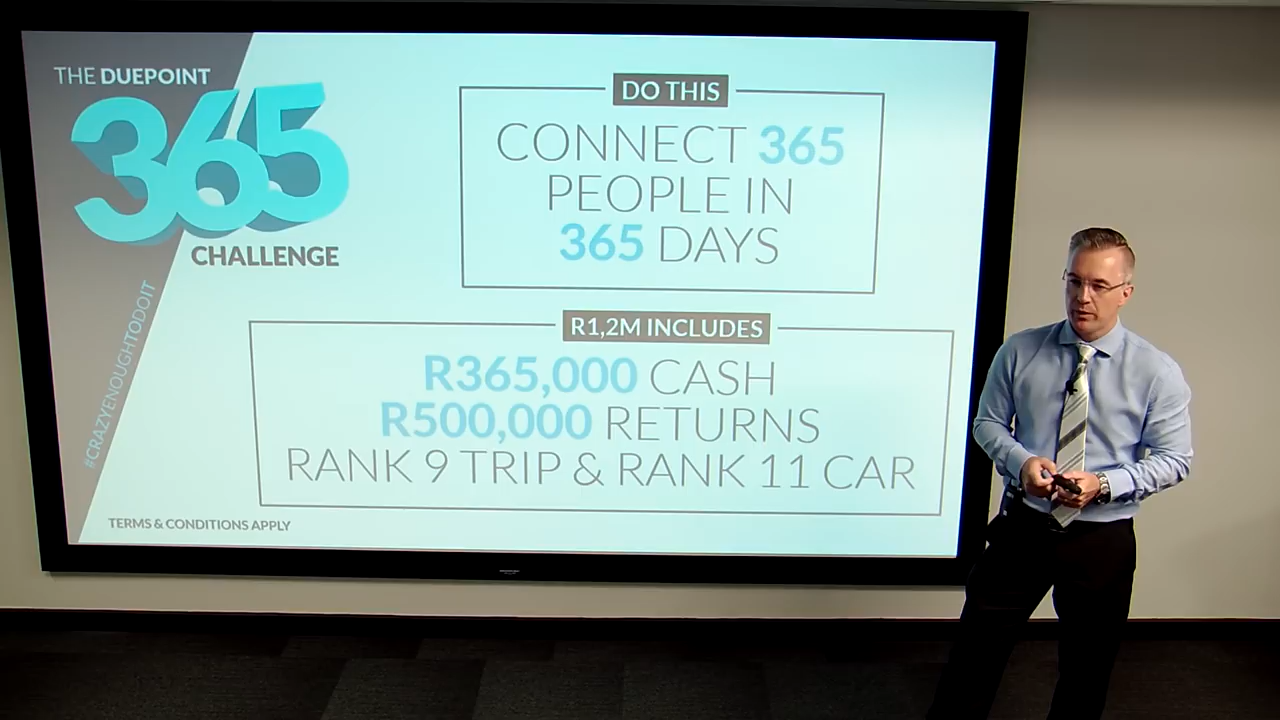 THE DUEPOINT
365
CHALLENGE
#CRAZYENOUGHTODOIT
DO THIS
CONNECT 365
PEOPLE IN
365 DAYS
R1,2M INCLUDES
R365,000 CASH
R500,000 RETURNS
RANK 9 TRIP & RANK 11 CAR
TERMS & CONDITIONS APPLY